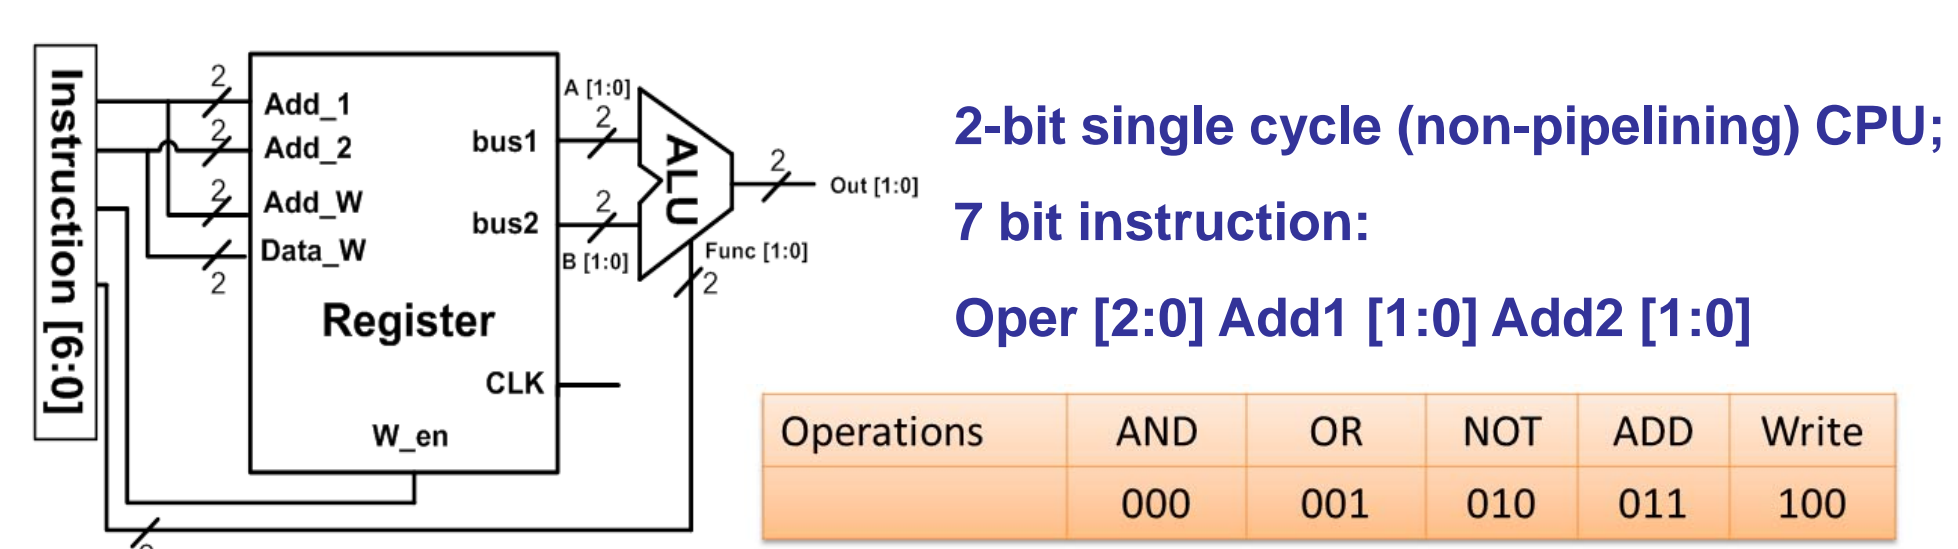 Instruction [6:0]
2
Add_1
2
Add_2
2
Add_W
Data_W
2
bus1
bus2
Register
CLK
W_en
A [1:0]
2
2
B [1:0]
ALU
2
Out [1:0]
Func [1:0]
2
2-bit single cycle (non-pipelining) CPU;
7 bit instruction:
Oper [2:0] Add1 [1:0] Add2 [1:0]
Operations AND OR NOT ADD Write
000 001 010 011 100